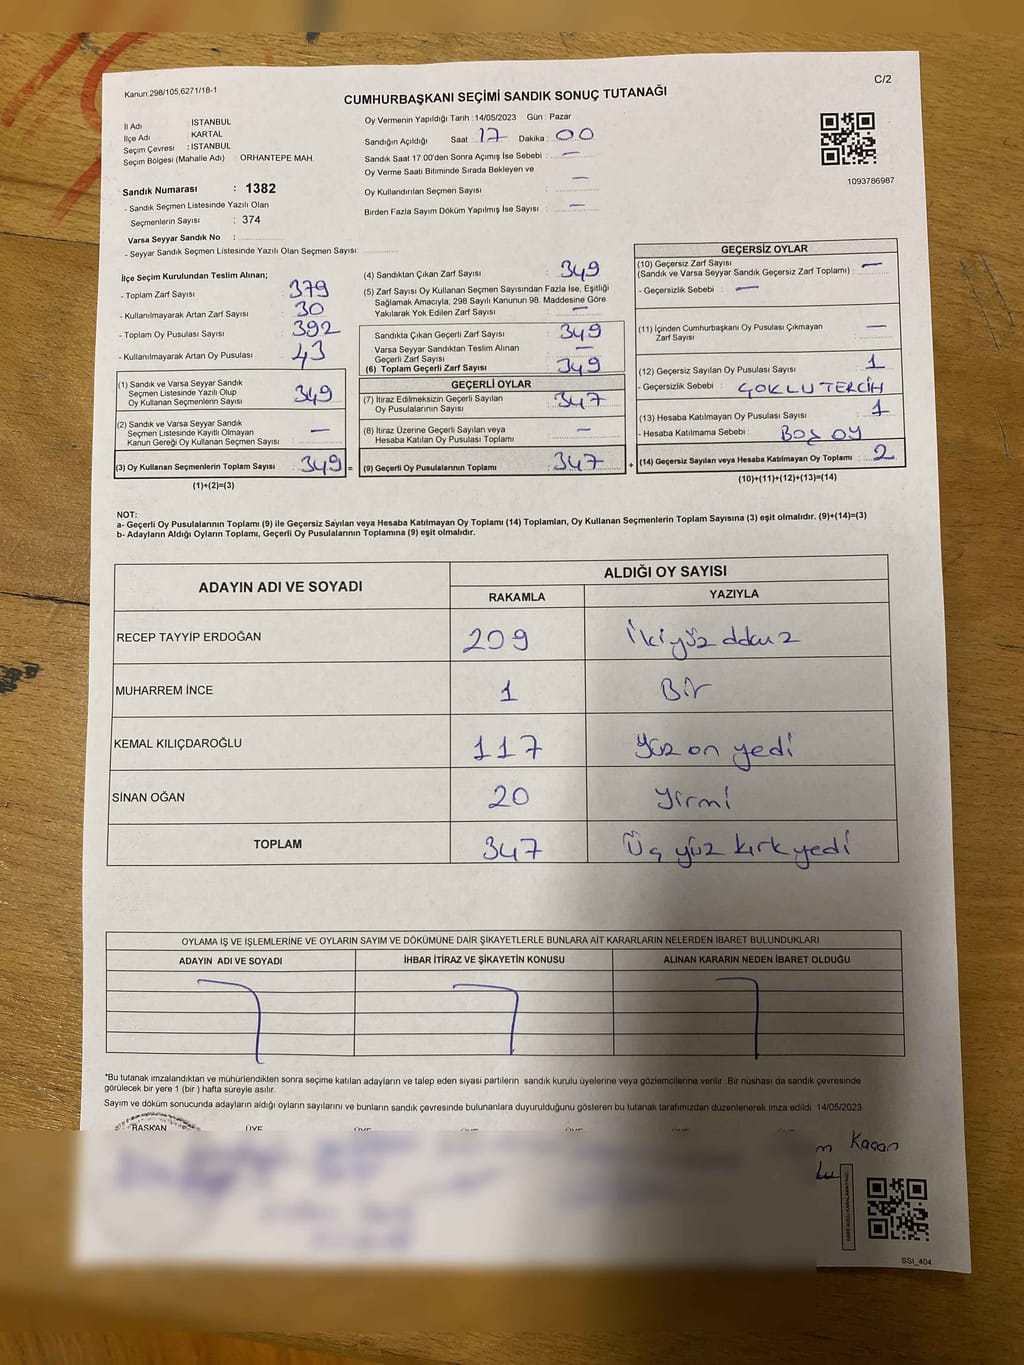 Kanun:298/105,6271/18-1
C/2
CUMHURBAŞKANI SEÇİMİ SANDIK SONUÇ TUTANAĞI
İl Adı : İSTANBUL
İlçe Adı : KARTAL
Seçim Çevresi : İSTANBUL
Seçim Bölgesi (Mahalle Adı) : ORHANTEPE MAH.
Sandık Numarası : 1382
- Sandık Seçmen Listesinde Yazılı Olan
Seçmenlerin Sayısı : 374
Varsa Seyyar Sandık No :
- Seyyar Sandık Seçmen Listesinde Yazılı Olan Seçmen Sayısı:
Oy Vermenin Yapıldığı Tarih : 14/05/2023 Gün : Pazar
Sandığın Açıldığı Saat : 17 Dakika : 00
Sandık Saat 17:00'den Sonra Açımış İse Sebebi : —
Oy Verme Saati Bitiminde Sırada Bekleyen ve
Oy Kullandırılan Seçmen Sayısı : —
Birden Fazla Sayım Döküm Yapılmış İse Sayısı : —
1093786987
İlçe Seçim Kurulundan Teslim Alınan;
- Toplam Zarf Sayısı : 379
- Kullanılmayarak Artan Zarf Sayısı : 30
- Toplam Oy Pusulası Sayısı : 392
- Kullanılmayarak Artan Oy Pusulası : 43
(1) Sandık ve Varsa Seyyar Sandık
Seçmen Listesinde Yazılı Olup
Oy Kullanan Seçmenlerin Sayısı : 349
(2) Sandık ve Varsa Seyyar Sandık
Seçmen Listesinde Kayıtlı Olmayan
Kanun Gereği Oy Kullanan Seçmen Sayısı : —
(3) Oy Kullanan Seçmenlerin Toplam Sayısı : 349 =
(1)+(2)=(3)
(4) Sandıktan Çıkan Zarf Sayısı : 349
(5) Zarf Sayısı Oy Kullanan Seçmen Sayısından Fazla İse, Eşitliği
Sağlamak Amacıyla, 298 Sayılı Kanunun 98. Maddesine Göre
Yakılarak Yok Edilen Zarf Sayısı : —
Sandıkta Çıkan Geçerli Zarf Sayısı : 349
Varsa Seyyar Sandıktan Teslim Alınan
Geçerli Zarf Sayısı : —
(6) Toplam Geçerli Zarf Sayısı : 349
GEÇERLİ OYLAR
(7) İtiraz Edilmeksizin Geçerli Sayılan
Oy Pusulalarının Sayısı : 347
(8) İtiraz Üzerine Geçerli Sayılan veya
Hesaba Katılan Oy Pusulası Toplamı : —
(9) Geçerli Oy Pusulalarının Toplamı : 347 +
GEÇERSİZ OYLAR
(10) Geçersiz Zarf Sayısı
(Sandık ve Varsa Seyyar Sandık Geçersiz Zarf Toplamı) : —
- Geçersizlik Sebebi : —
(11) İçinden Cumhurbaşkanı Oy Pusulası Çıkmayan
Zarf Sayısı : —
(12) Geçersiz Sayılan Oy Pusulası Sayısı : 1
- Geçersizlik Sebebi : ÇOKLU TERCİH
(13) Hesaba Katılmayan Oy Pusulası Sayısı : 1
- Hesaba Katılmama Sebebi : BOŞ OY
(14) Geçersiz Sayılan veya Hesaba Katılmayan Oy Toplamı : 2
(10)+(11)+(12)+(13)=(14)
NOT:
a- Geçerli Oy Pusulalarının Toplamı (9) ile Geçersiz Sayılan veya Hesaba Katılmayan Oy Toplamı (14) Toplamları, Oy Kullanan Seçmenlerin Toplam Sayısına (3) eşit olmalıdır. (9)+(14)=(3)
b- Adayların Aldığı Oyların Toplamı, Geçerli Oy Pusulalarının Toplamına (9) eşit olmalıdır.
ADAYIN ADI VE SOYADI
ALDIĞI OY SAYISI
RAKAMLA YAZIYLA
RECEP TAYYİP ERDOĞAN 209 İkiyüz dokuz
MUHARREM İNCE 1 Bir
KEMAL KILIÇDAROĞLU 117 Yüz on yedi
SİNAN OĞAN 20 Yirmi
TOPLAM 347 Üç yüz kırk yedi
OYLAMA İŞ VE İŞLEMLERİNE VE OYLARIN SAYIM VE DÖKÜMÜNE DAİR ŞİKAYETLERLE BUNLARA AİT KARARLARIN NELERDEN İBARET BULUNDUKLARI
ADAYIN ADI VE SOYADI İHBAR İTİRAZ VE ŞİKAYETİN KONUSU ALINAN KARARIN NEDEN İBARET OLDUĞU
*Bu tutanak imzalandıktan ve mühürlendikten sonra seçime katılan adayların ve talep eden siyasi partilerin sandık kurulu üyelerine veya gözlemcilerine verilir. Bir nüshası da sandık çevresinde
görülecek bir yere 1 (bir ) hafta süreyle asılır.
Sayım ve döküm sonucunda adayların aldığı oyların sayılarını ve bunların sandık çevresinde bulunanlara duyurulduğunu gösteren bu tutanak tarafımızdan düzenlenerek imza edildi. 14/05/2023
BAŞKAN ÜYE
Kagan
SSI_404